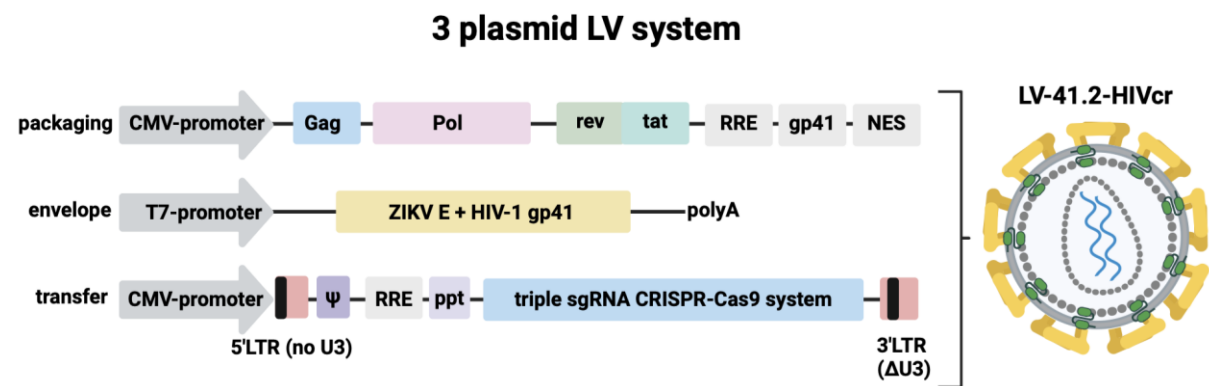 3 plasmid LV system
packaging CMV-promoter Gag Pol rev tat RRE gp41 NES
envelope T7-promoter ZIKV E + HIV-1 gp41 polyA
transfer CMV-promoter Ψ RRE ppt triple sgRNA CRISPR-Cas9 system
5'LTR (no U3)
3'LTR
(ΔU3)
LV-41.2-HIVcr